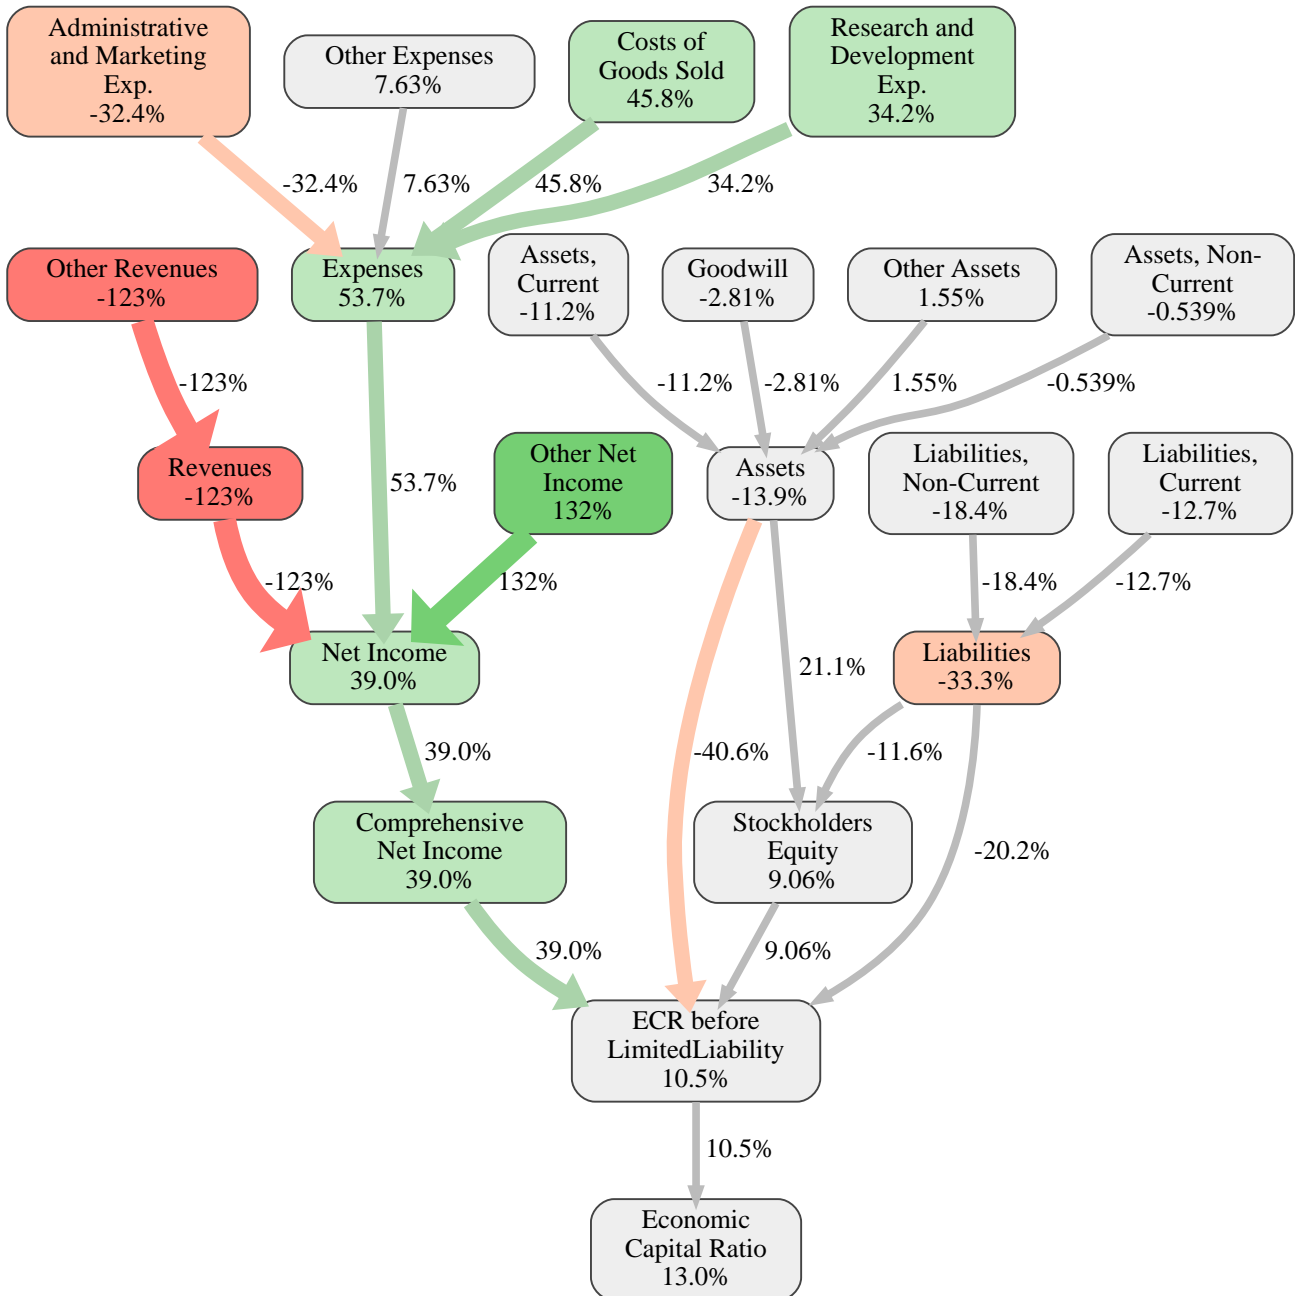 Administrative
and Marketing
Exp.
-32.4%
Other Expenses
7.63%
Costs of
Goods Sold
45.8%
Research and
Development
Exp.
34.2%
-32.4%
7.63%
45.8%
34.2%
Other Revenues
-123%
Expenses
53.7%
Assets,
Current
-11.2%
Goodwill
-2.81%
Other Assets
1.55%
Assets, Non-
Current
-0.539%
-123%
-11.2%
-2.81%
1.55%
-0.539%
Revenues
-123%
53.7%
Other Net
Income
132%
Assets
-13.9%
Liabilities,
Non-Current
-18.4%
Liabilities,
Current
-12.7%
-123%
132%
-18.4%
-12.7%
Net Income
39.0%
21.1%
Liabilities
-33.3%
39.0%
-40.6%
-11.6%
Comprehensive
Net Income
39.0%
Stockholders
Equity
9.06%
-20.2%
39.0%
9.06%
ECR before
LimitedLiability
10.5%
10.5%
Economic
Capital Ratio
13.0%